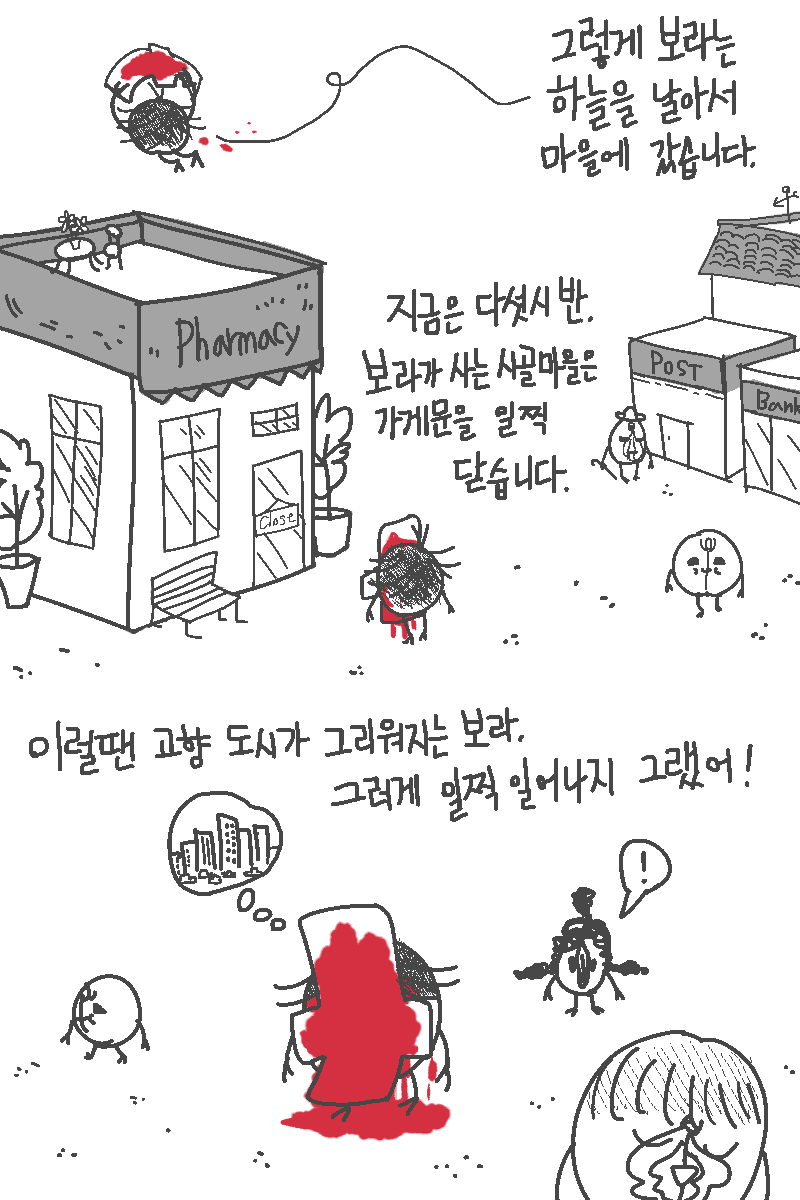 그렇게 보라는
하늘을 날아서
마을에 갔습니다.
Pharmacy
지금은 다섯시 반.
보라가 사는 시골마을은
가게문을 일찍
닫습니다.
POST
Bank
Close
이럴땐 고향 도시가 그리워지는 보라.
그러게 일찍 일어나지 그랬어!
!